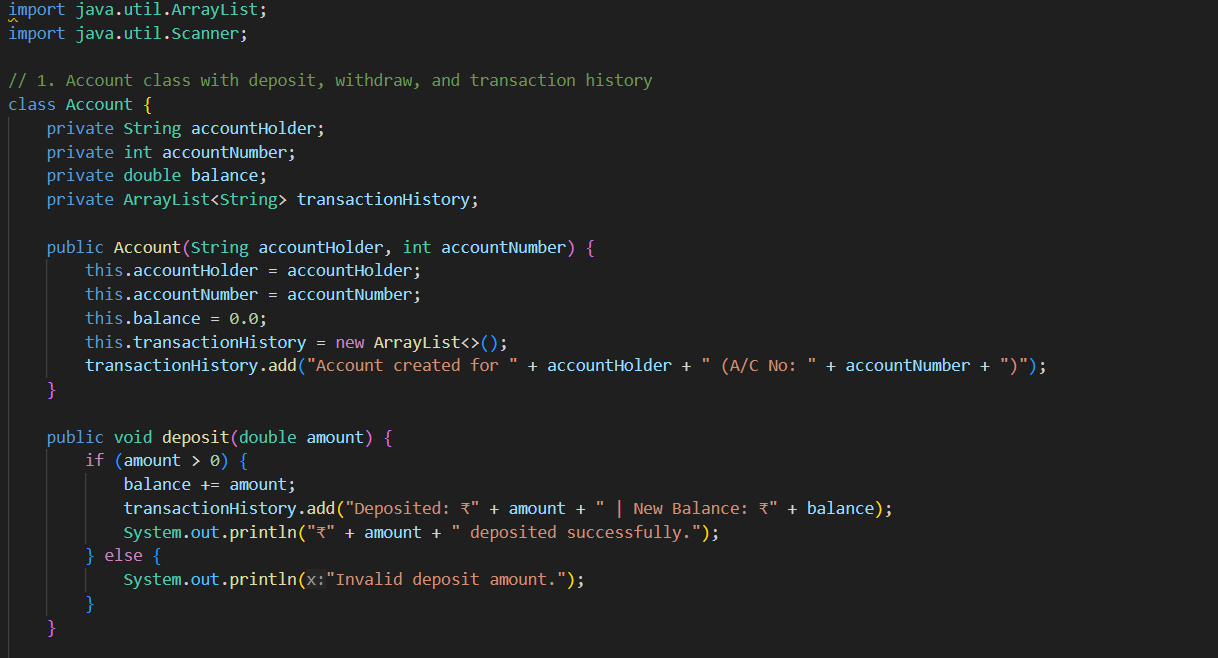 import java.util.ArrayList;
import java.util.Scanner;
// 1. Account class with deposit, withdraw, and transaction history
class Account {
    private String accountHolder;
    private int accountNumber;
    private double balance;
    private ArrayList<String> transactionHistory;
    public Account(String accountHolder, int accountNumber) {
        this.accountHolder = accountHolder;
        this.accountNumber = accountNumber;
        this.balance = 0.0;
        this.transactionHistory = new ArrayList<>();
        transactionHistory.add("Account created for " + accountHolder + " (A/C No: " + accountNumber + ")");
    }
    public void deposit(double amount) {
        if (amount > 0) {
            balance += amount;
            transactionHistory.add("Deposited: ₹" + amount + " | New Balance: ₹" + balance);
            System.out.println("₹" + amount + " deposited successfully.");
        } else {
            System.out.println(x:"Invalid deposit amount.");
        }
    }